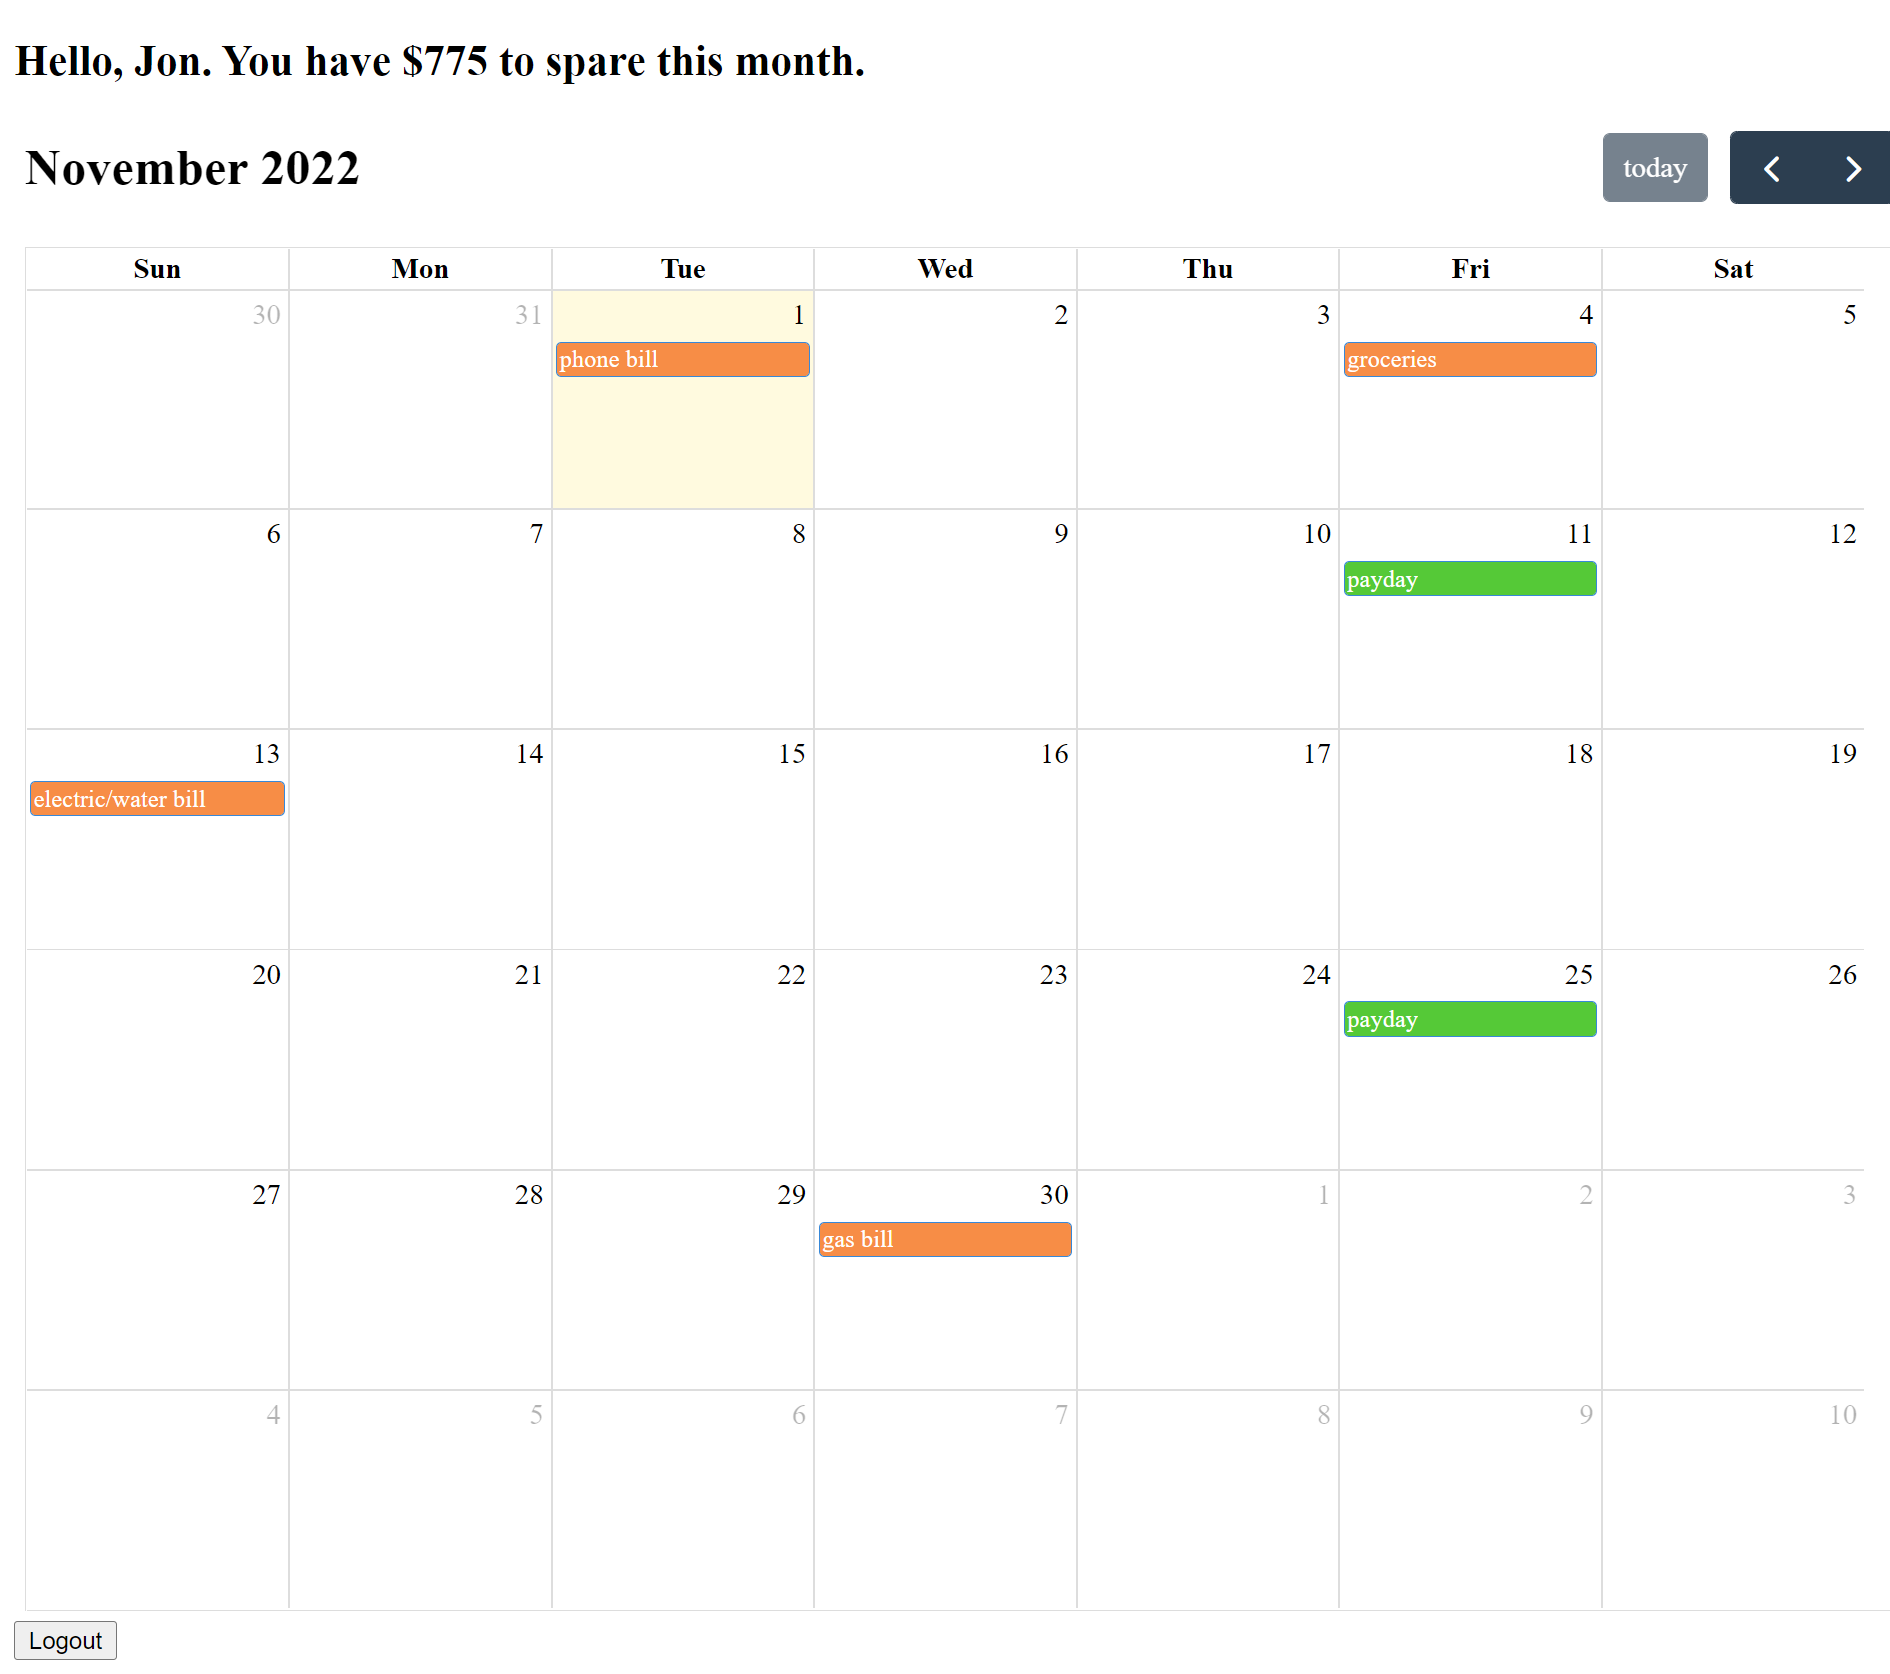 Hello, Jon. You have $775 to spare this month.
November 2022
today
Sun Mon Tue Wed Thu Fri Sat
30 31 1 2 3 4 5
phone bill groceries
6 7 8 9 10 11 12
payday
13 14 15 16 17 18 19
electric/water bill
20 21 22 23 24 25 26
payday
27 28 29 30 1 2 3
gas bill
4 5 6 7 8 9 10
Logout